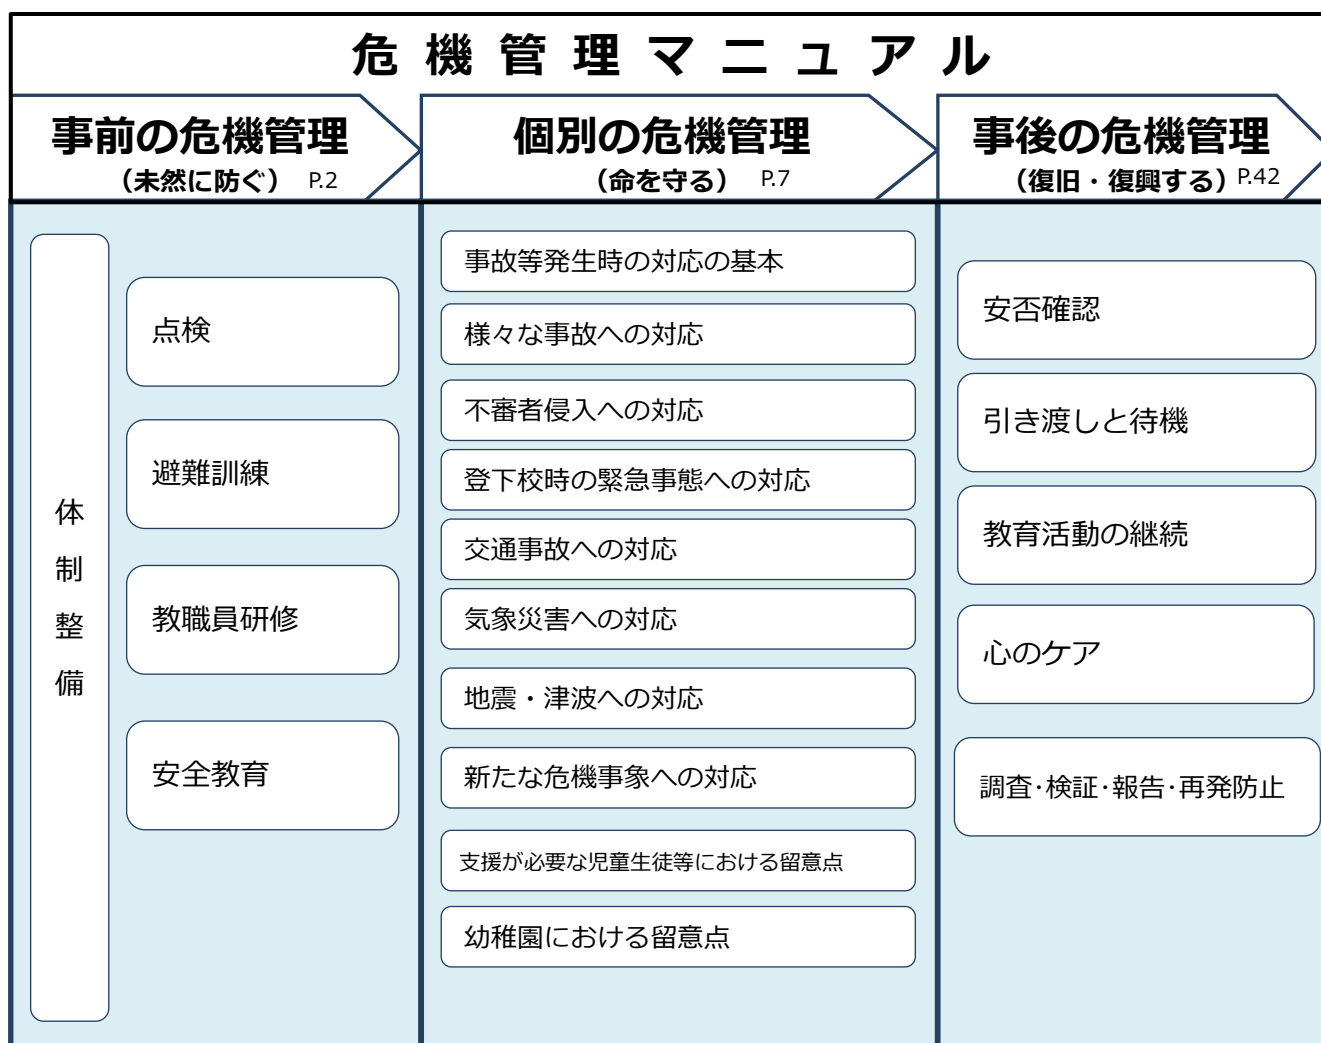 危機管理マニュアル
事前の危機管理
（未然に防ぐ） P.2
個別の危機管理
（命を守る） P.7
事後の危機管理
（復旧・復興する） P.42
体制整備
点検
避難訓練
教職員研修
安全教育
事故等発生時の対応の基本
様々な事故への対応
不審者侵入への対応
登下校時の緊急事態への対応
交通事故への対応
気象災害への対応
地震・津波への対応
新たな危機事象への対応
支援が必要な児童生徒等における留意点
幼稚園における留意点
安否確認
引き渡しと待機
教育活動の継続
心のケア
調査･検証･報告･再発防止